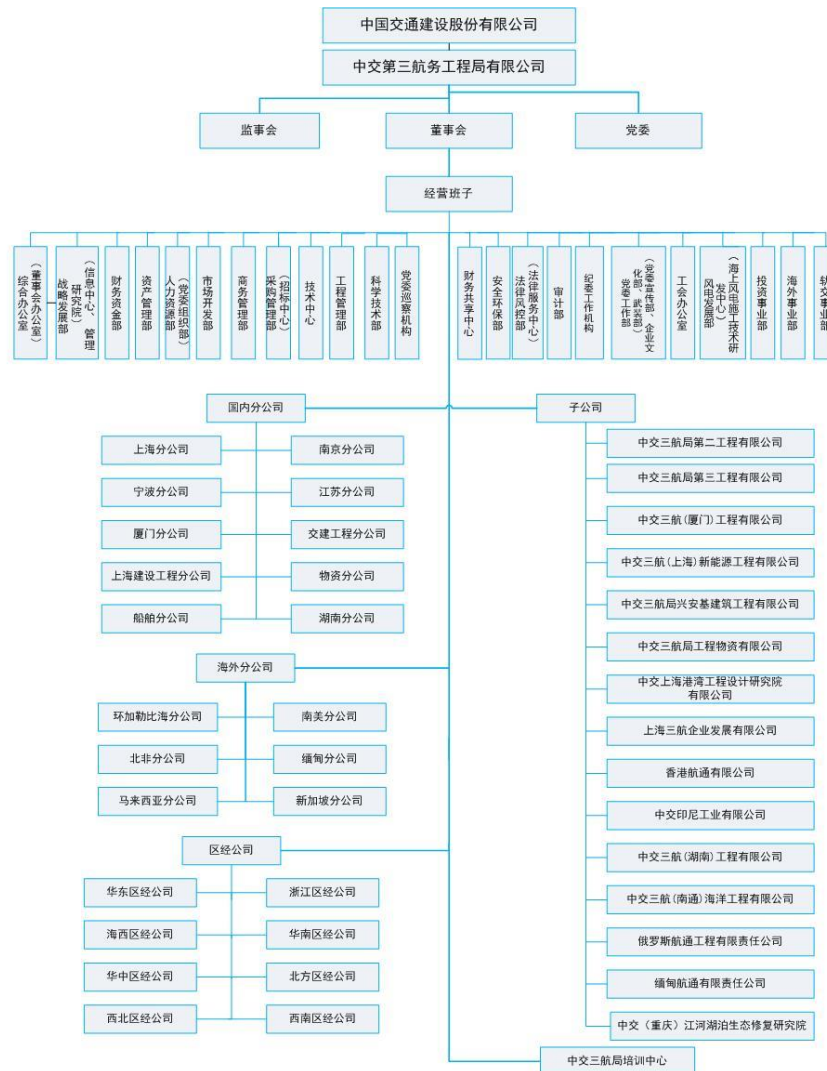 中国交通建设股份有限公司
中交第三航务工程局有限公司
监事会
董事会
党委
经营班子
综合办公室
（董事会办公室）
战略发展部
（信息中心、管理
研究院）
财务资金部
资产管理部
人力资源部
（党委组织部）
市场开发部
商务管理部
采购管理部
（招标中心）
技术中心
工程管理部
科学技术部
党委巡察机构
财务共享中心
安全环保部
法律风控部
（法律服务中心）
审计部
纪委工作机构
党委工作部
（党委宣传部、企业文
化部、武装部）
工会办公室
风电发展部
（海上风电施工技术研
发中心）
投资事业部
海外事业部
轨交事业部
国内分公司
子公司
上海分公司
南京分公司
宁波分公司
江苏分公司
厦门分公司
交建工程分公司
上海建设工程分公司
物资分公司
船舶分公司
湖南分公司
海外分公司
环加勒比海分公司
南美分公司
北非分公司
缅甸分公司
马来西亚分公司
新加坡分公司
区经公司
华东区经公司
浙江区经公司
海西区经公司
华南区经公司
华中区经公司
北方区经公司
西北区经公司
西南区经公司
中交三航局第二工程有限公司
中交三航局第三工程有限公司
中交三航(厦门)工程有限公司
中交三航(上海)新能源工程有限公司
中交三航局兴安基建筑工程有限公司
中交三航局工程物资有限公司
中交上海港湾工程设计研究院
有限公司
上海三航企业发展有限公司
香港航通有限公司
中交印尼工业有限公司
中交三航(湖南)工程有限公司
中交三航(南通)海洋工程有限公司
俄罗斯航通工程有限责任公司
缅甸航通有限责任公司
中交（重庆）江河湖泊生态修复研究院
中交三航局培训中心